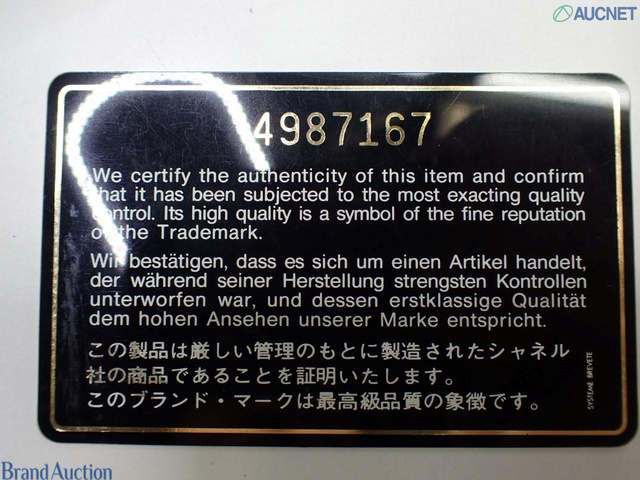 AUCNET
4987167
We certify the authenticity of this item and confirm
that it has been subjected to the most exacting quality
control. Its high quality is a symbol of the fine reputation
of the Trademark.
Wir bestätigen, dass es sich um einen Artikel handelt,
der während seiner Herstellung strengsten Kontrollen
unterworfen war, und dessen erstklassige Qualität
dem hohen Ansehen unserer Marke entspricht.
この製品は厳しい管理のもとに製造されたシャネル
社の商品であることを証明いたします。
このブランド・マークは最高級品質の象徴です。
SYSTEME BREVETE
Brand Auction